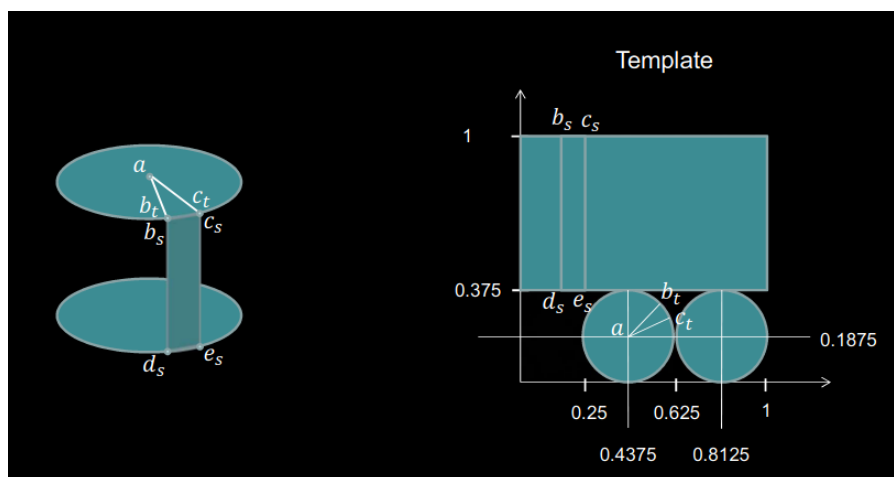 Template
a
b_t
c_t
b_s
c_s
d_s
e_s
b_s c_s
1
0.375
d_s e_s
b_t
a
c_t
0.1875
0.25
0.625
1
0.4375
0.8125